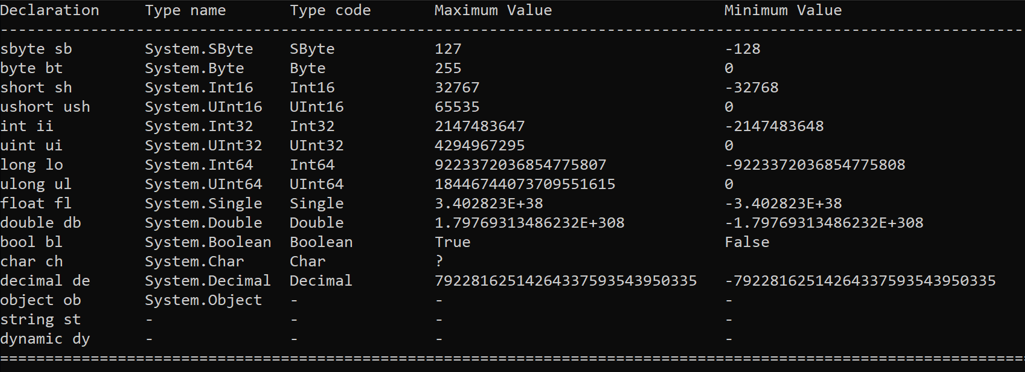 Declaration Type name Type code Maximum Value Minimum Value
--------------------------------------------------------------------------------------------------------------------
sbyte sb System.SByte SByte 127 -128
byte bt System.Byte Byte 255 0
short sh System.Int16 Int16 32767 -32768
ushort ush System.UInt16 UInt16 65535 0
int ii System.Int32 Int32 2147483647 -2147483648
uint ui System.UInt32 UInt32 4294967295 0
long lo System.Int64 Int64 9223372036854775807 -9223372036854775808
ulong ul System.UInt64 UInt64 18446744073709551615 0
float fl System.Single Single 3.402823E+38 -3.402823E+38
double db System.Double Double 1.79769313486232E+308 -1.79769313486232E+308
bool bl System.Boolean Boolean True False
char ch System.Char Char ?
decimal de System.Decimal Decimal 79228162514264337593543950335 -79228162514264337593543950335
object ob System.Object - - -
string st - - - -
dynamic dy - - - -
====================================================================================================================